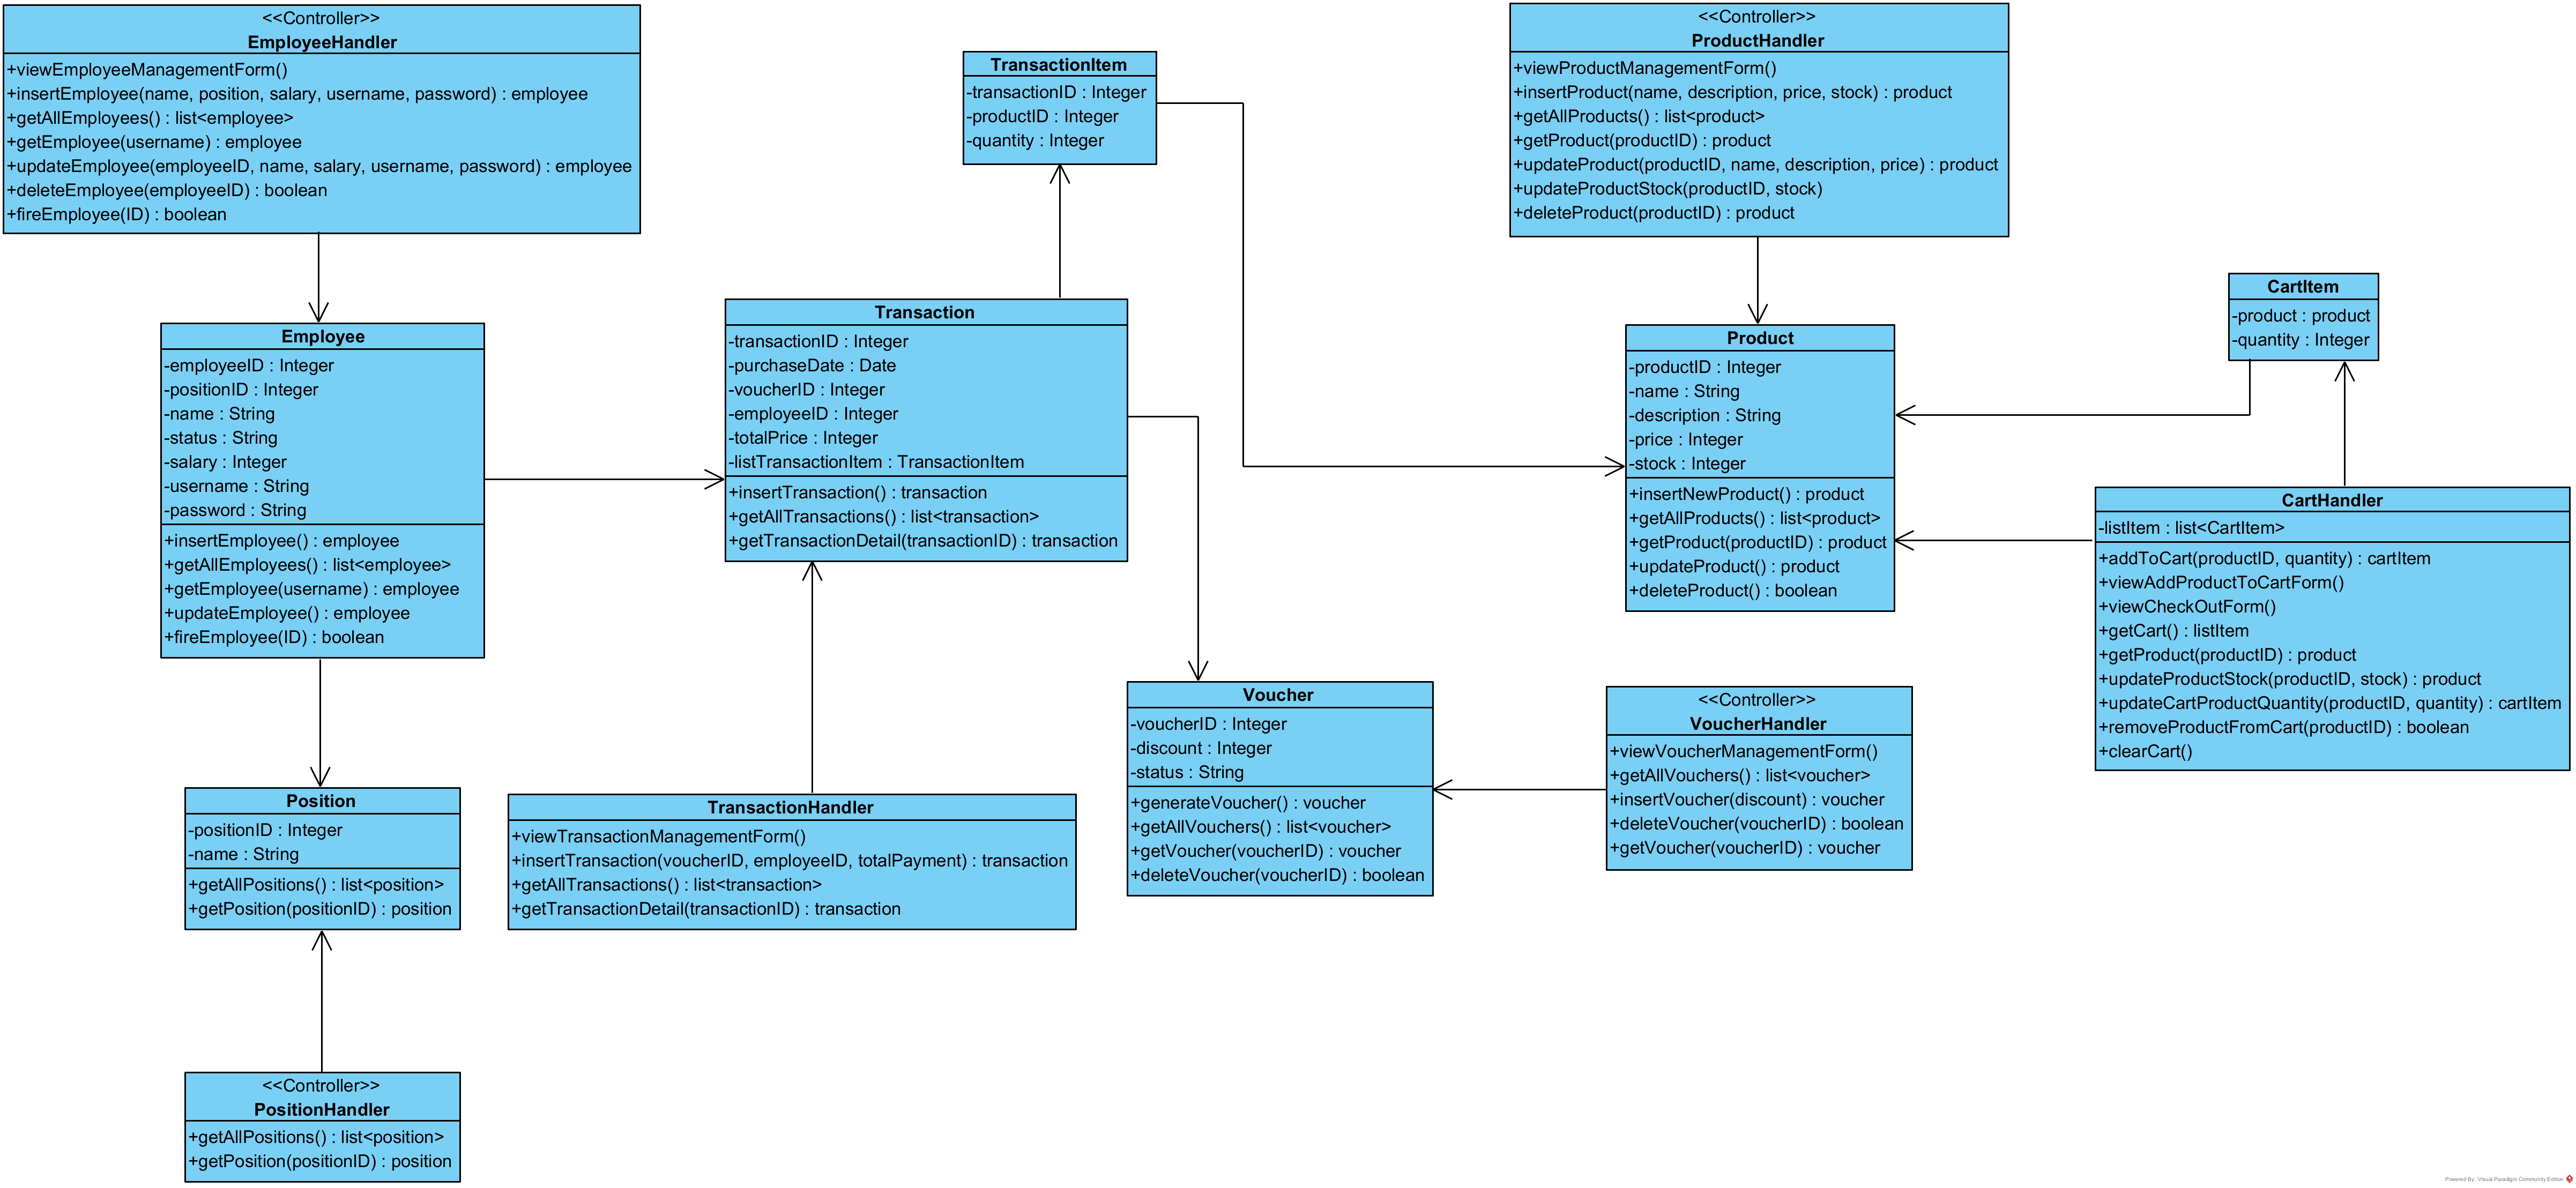 <<Controller>>
EmployeeHandler
+viewEmployeeManagementForm()
+insertEmployee(name, position, salary, username, password) : employee
+getAllEmployees() : list<employee>
+getEmployee(username) : employee
+updateEmployee(employeeID, name, salary, username, password) : employee
+deleteEmployee(employeeID) : boolean
+fireEmployee(ID) : boolean
TransactionItem
-transactionID : Integer
-productID : Integer
-quantity : Integer
<<Controller>>
ProductHandler
+viewProductManagementForm()
+insertProduct(name, description, price, stock) : product
+getAllProducts() : list<product>
+getProduct(productID) : product
+updateProduct(productID, name, description, price) : product
+updateProductStock(productID, stock)
+deleteProduct(productID) : product
CartItem
-product : product
-quantity : Integer
Employee
-employeeID : Integer
-positionID : Integer
-name : String
-status : String
-salary : Integer
-username : String
-password : String
+insertEmployee() : employee
+getAllEmployees() : list<employee>
+getEmployee(username) : employee
+updateEmployee() : employee
+fireEmployee(ID) : boolean
Transaction
-transactionID : Integer
-purchaseDate : Date
-voucherID : Integer
-employeeID : Integer
-totalPrice : Integer
-listTransactionItem : TransactionItem
+insertTransaction() : transaction
+getAllTransactions() : list<transaction>
+getTransactionDetail(transactionID) : transaction
Product
-productID : Integer
-name : String
-description : String
-price : Integer
-stock : Integer
+insertNewProduct() : product
+getAllProducts() : list<product>
+getProduct(productID) : product
+updateProduct() : product
+deleteProduct() : boolean
CartHandler
-listItem : list<CartItem>
+addToCart(productID, quantity) : cartItem
+viewAddProductToCartForm()
+viewCheckOutForm()
+getCart() : listItem
+getProduct(productID) : product
+updateProductStock(productID, stock) : product
+updateCartProductQuantity(productID, quantity) : cartItem
+removeProductFromCart(productID) : boolean
+clearCart()
Voucher
-voucherID : Integer
-discount : Integer
-status : String
+generateVoucher() : voucher
+getAllVouchers() : list<voucher>
+getVoucher(voucherID) : voucher
+deleteVoucher(voucherID) : boolean
<<Controller>>
VoucherHandler
+viewVoucherManagementForm()
+getAllVouchers() : list<voucher>
+insertVoucher(discount) : voucher
+deleteVoucher(voucherID) : boolean
+getVoucher(voucherID) : voucher
Position
-positionID : Integer
-name : String
+getAllPositions() : list<position>
+getPosition(positionID) : position
TransactionHandler
+viewTransactionManagementForm()
+insertTransaction(voucherID, employeeID, totalPayment) : transaction
+getAllTransactions() : list<transaction>
+getTransactionDetail(transactionID) : transaction
<<Controller>>
PositionHandler
+getAllPositions() : list<position>
+getPosition(positionID) : position
Powered By: Visual Paradigm Community Edition